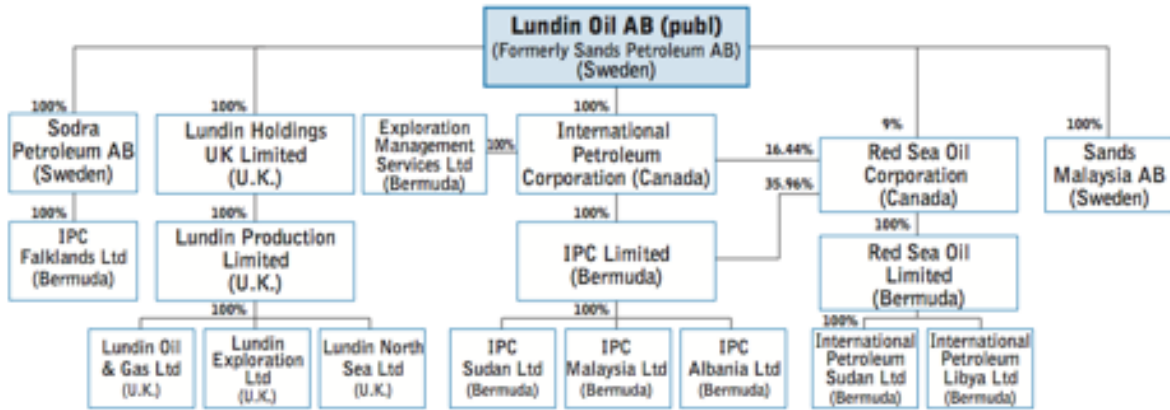 Lundin Oil AB (publ)
(Formerly Sands Petroleum AB)
(Sweden)
100%
Sodra
Petroleum AB
(Sweden)
100%
Lundin Holdings
UK Limited
(U.K.)
Exploration
Management
Services Ltd
(Bermuda)
100%
100%
International
Petroleum
Corporation (Canada)
16.44%
35.96%
9%
Red Sea Oil
Corporation
(Canada)
100%
Sands
Malaysia AB
(Sweden)
100%
IPC
Falklands Ltd
(Bermuda)
100%
Lundin Production
Limited
(U.K.)
100%
IPC Limited
(Bermuda)
100%
Red Sea Oil
Limited
(Bermuda)
100%
Lundin Oil
& Gas Ltd
(U.K.)
Lundin
Exploration
Ltd
(U.K.)
Lundin North
Sea Ltd
(U.K.)
100%
IPC
Sudan Ltd
(Bermuda)
IPC
Malaysia Ltd
(Bermuda)
IPC
Albania Ltd
(Bermuda)
100%
International
Petroleum
Sudan Ltd
(Bermuda)
International
Petroleum
Libya Ltd
(Bermuda)